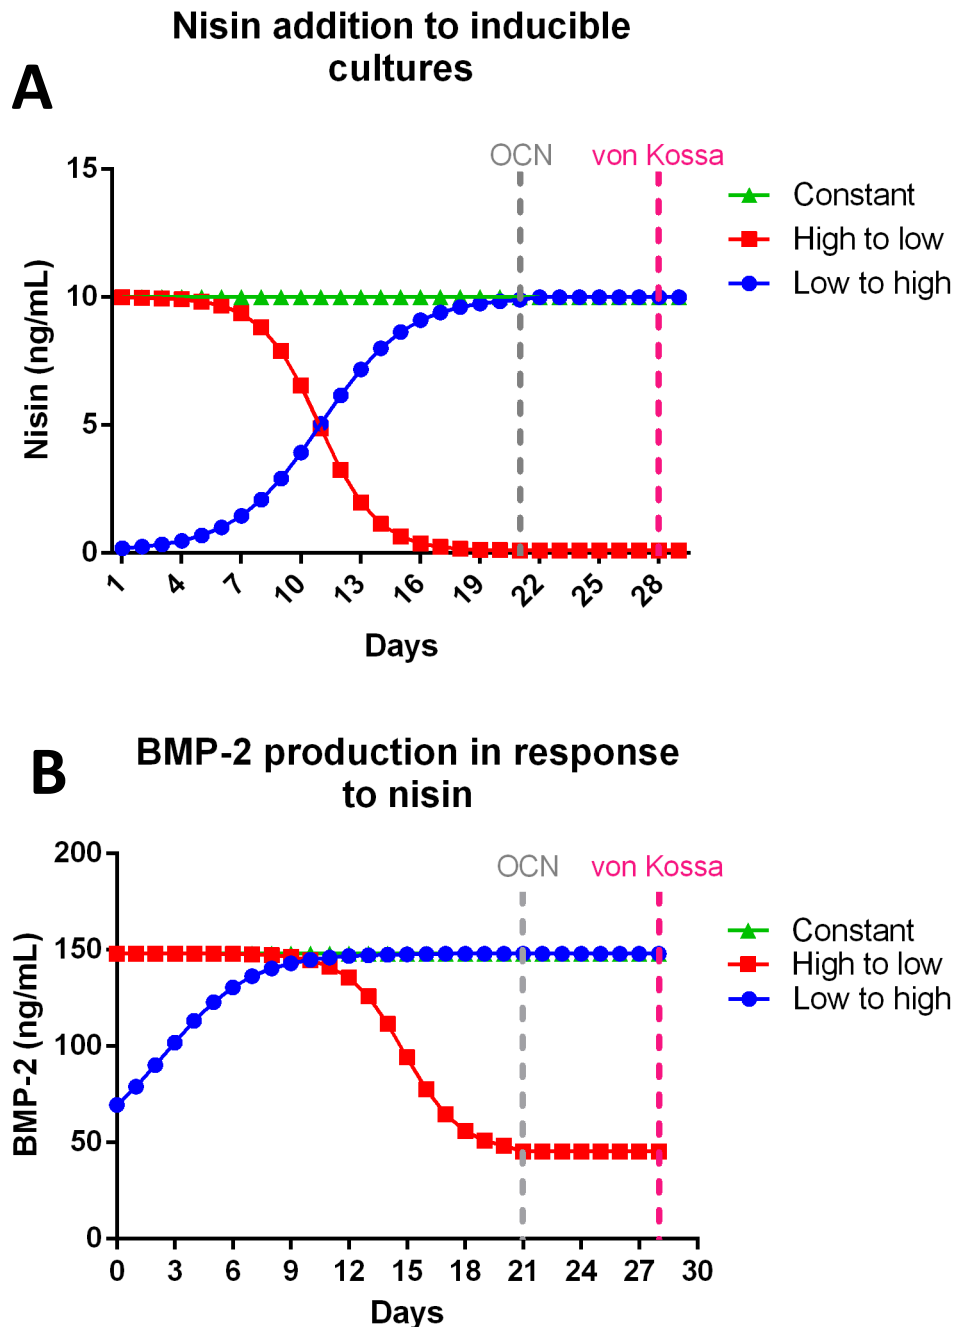 Nisin addition to inducible
cultures
A
OCN
von Kossa
15
10
5
0
Nisin (ng/mL)
Constant
High to low
Low to high
1 4 7 10 13 16 19 22 25 28
Days
BMP-2 production in response
to nisin
B
OCN
von Kossa
200
150
100
50
0
BMP-2 (ng/mL)
Constant
High to low
Low to high
0 3 6 9 12 15 18 21 24 27 30
Days